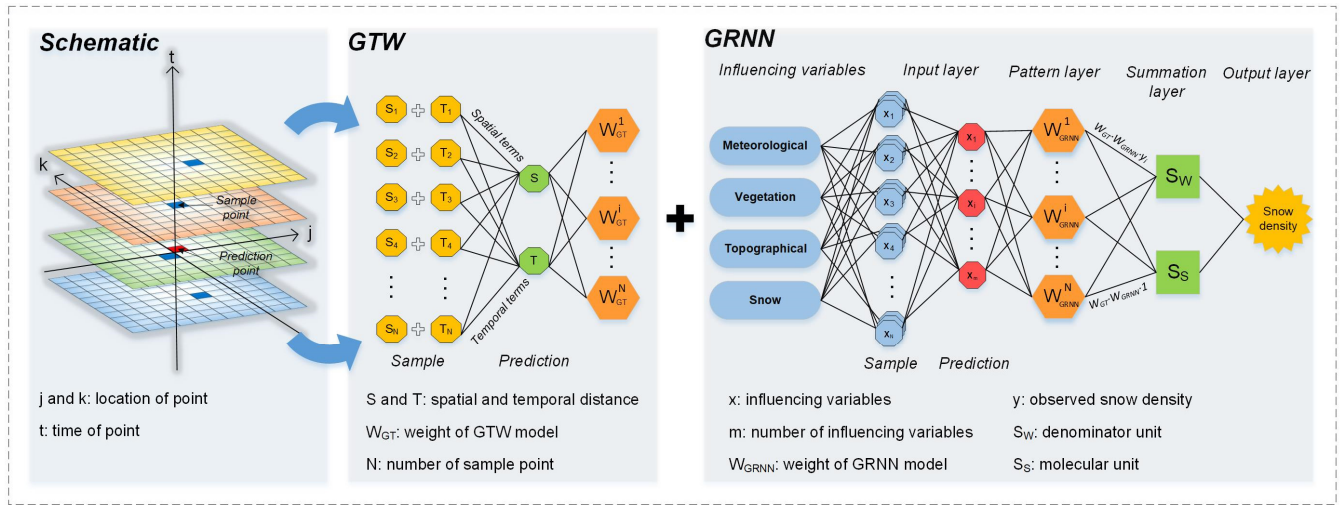 Schematic
t
k
j
Sample
point
Prediction
point
j and k: location of point
t: time of point
GTW
S1 + T1
S2 + T2
S3 + T3
S4 + T4
SN + TN
Spatial terms
Temporal terms
S
T
W1GT
WiGT
WNGT
Sample
Prediction
S and T: spatial and temporal distance
WGT: weight of GTW model
N: number of sample point
+
GRNN
Influencing variables
Input layer
Pattern layer
Summation
layer
Output layer
Meteorological
Vegetation
Topographical
Snow
x1
x2
x3
x4
xN
x1
xi
xm
W1GRNN
WiGRNN
WNGRNN
WGT·WGRNN·yi
WGT·WGRNN·1
SW
SS
Snow
density
Sample
Prediction
x: influencing variables
m: number of influencing variables
WGRNN: weight of GRNN model
y: observed snow density
SW: denominator unit
SS: molecular unit